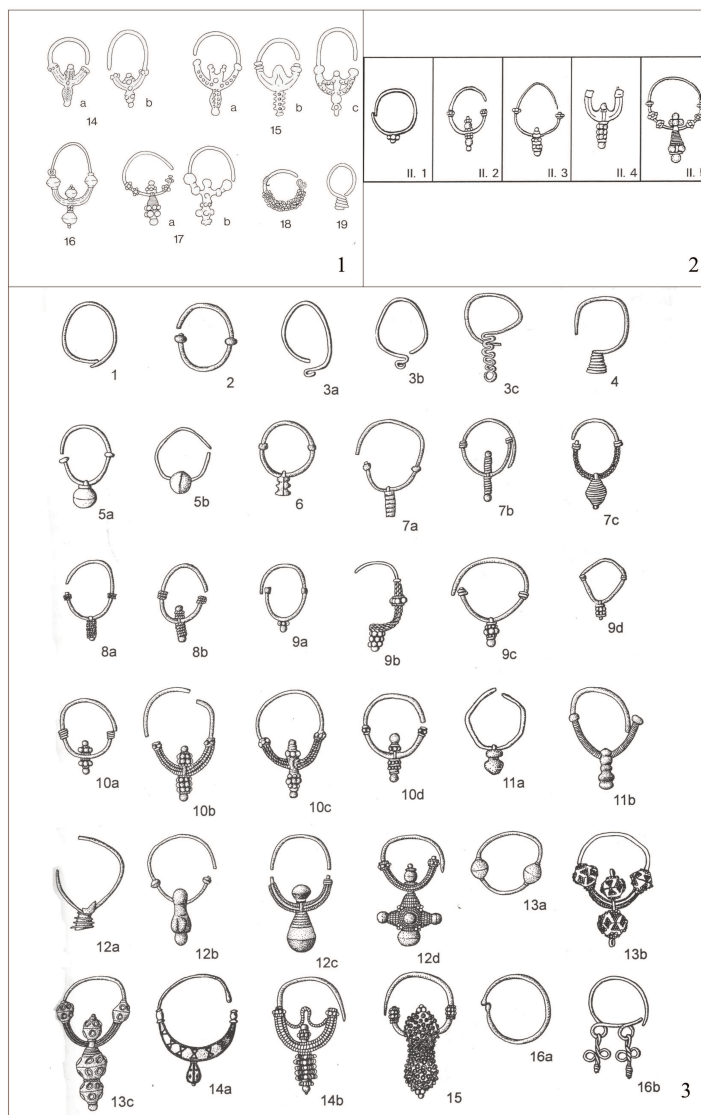 a b a b c
14 15
a b
16 17 18 19
1
II. 1 II. 2 II. 3 II. 4 II. 5
2
1 2 3a 3b 3c 4
5a 5b 6 7a 7b 7c
8a 8b 9a 9b 9c 9d
10a 10b 10c 10d 11a 11b
12a 12b 12c 12d 13a 13b
13c 14a 14b 15 16a 16b
3